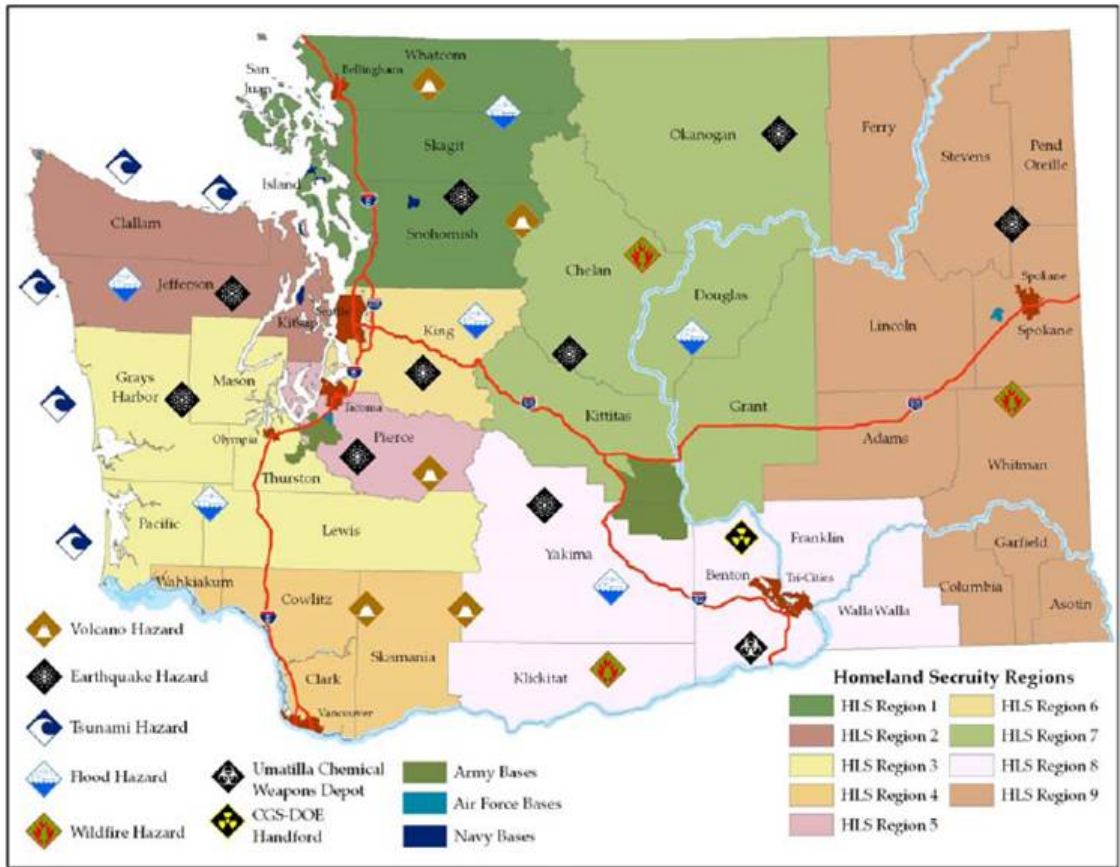 Whatcom
San
Juan
Bellingham
Skagit
Okanogan
Ferry
Stevens
Pend
Oreille
Island
5
Clallam
Snohomish
Chelan
Douglas
Jefferson
Kitsap
Seattle
King
Lincoln
Spokane
Spokane
Grays
Harbor
Mason
5
Tacoma
Kittitas
Grant
Adams
Olympia
Pierce
Whitman
Thurston
Pacific
Lewis
Yakima
Franklin
Benton
Tri-Cities
Garfield
Wahkiakum
Cowlitz
Columbia
Walla Walla
Asotin
Skamania
Klickitat
Clark
Vancouver
Volcano Hazard
Earthquake Hazard
Tsunami Hazard
Flood Hazard
Wildfire Hazard
Umatilla Chemical
Weapons Depot
CGS-DOE
Handford
Army Bases
Air Force Bases
Navy Bases
Homeland Secruity Regions
HLS Region 1
HLS Region 2
HLS Region 3
HLS Region 4
HLS Region 5
HLS Region 6
HLS Region 7
HLS Region 8
HLS Region 9